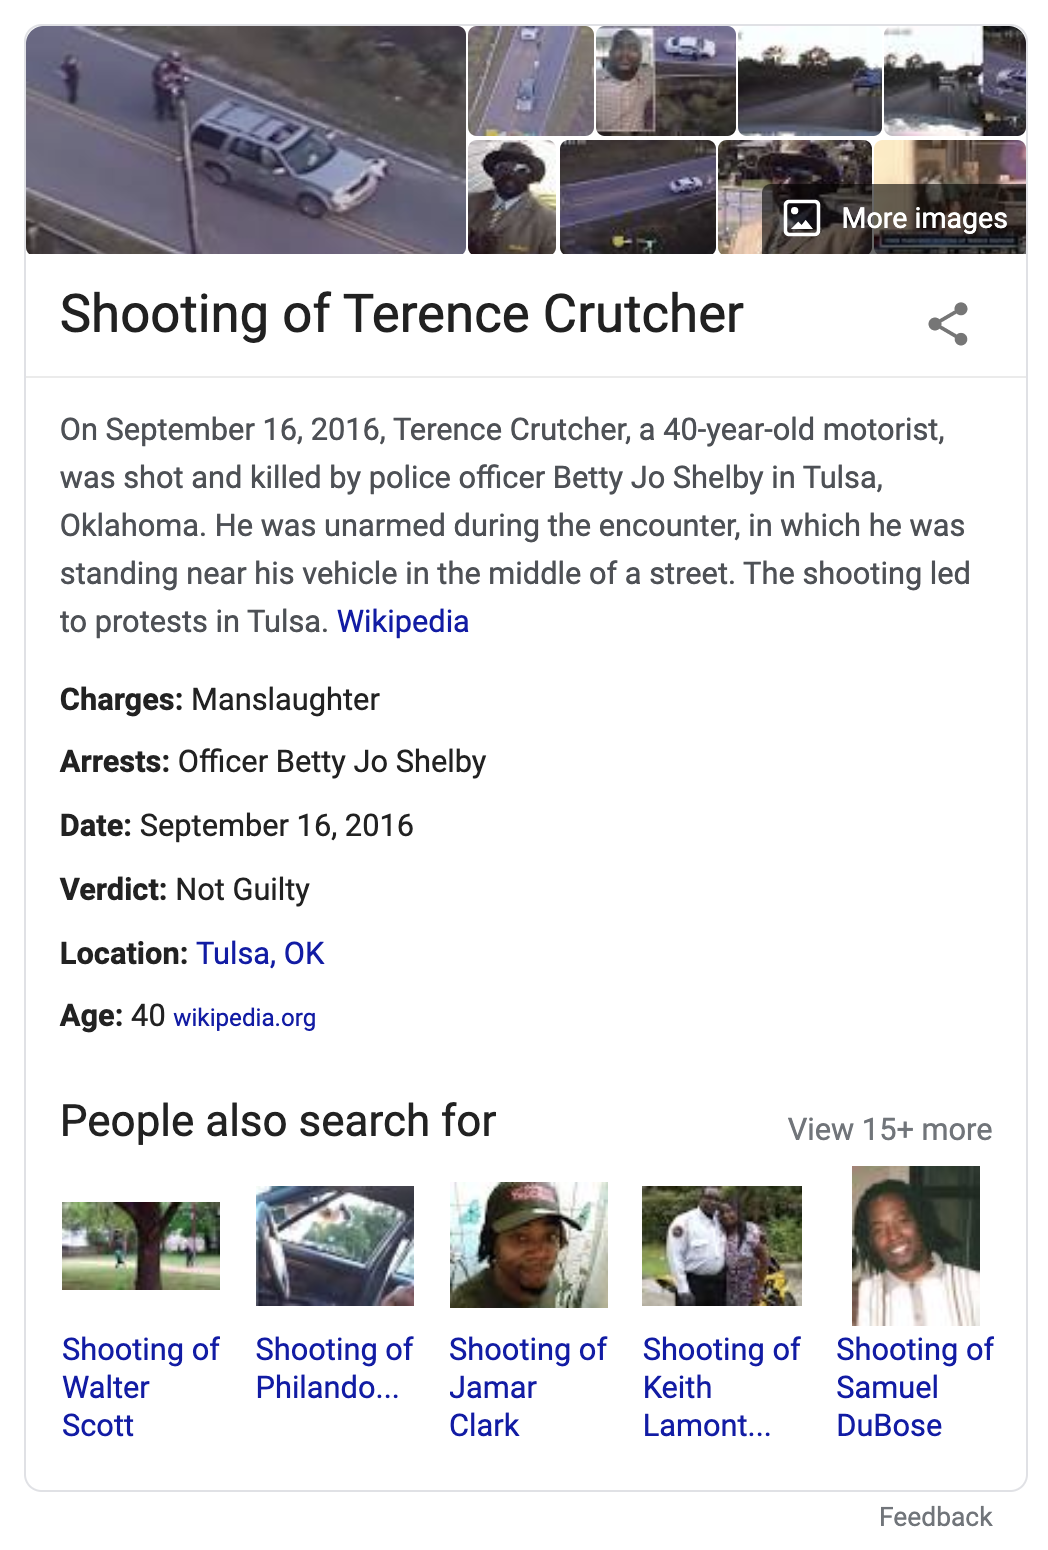 More images
Shooting of Terence Crutcher
On September 16, 2016, Terence Crutcher, a 40-year-old motorist,
was shot and killed by police officer Betty Jo Shelby in Tulsa,
Oklahoma. He was unarmed during the encounter, in which he was
standing near his vehicle in the middle of a street. The shooting led
to protests in Tulsa. Wikipedia
Charges: Manslaughter
Arrests: Officer Betty Jo Shelby
Date: September 16, 2016
Verdict: Not Guilty
Location: Tulsa, OK
Age: 40 wikipedia.org
People also search for
View 15+ more
Shooting of
Walter
Scott
Shooting of
Philando...
Shooting of
Jamar
Clark
Shooting of
Keith
Lamont...
Shooting of
Samuel
DuBose
Feedback